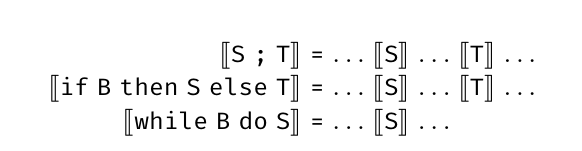 ⟦S ; T⟧ = ... ⟦S⟧ ... ⟦T⟧ ...
⟦if B then S else T⟧ = ... ⟦S⟧ ... ⟦T⟧ ...
⟦while B do S⟧ = ... ⟦S⟧ ...